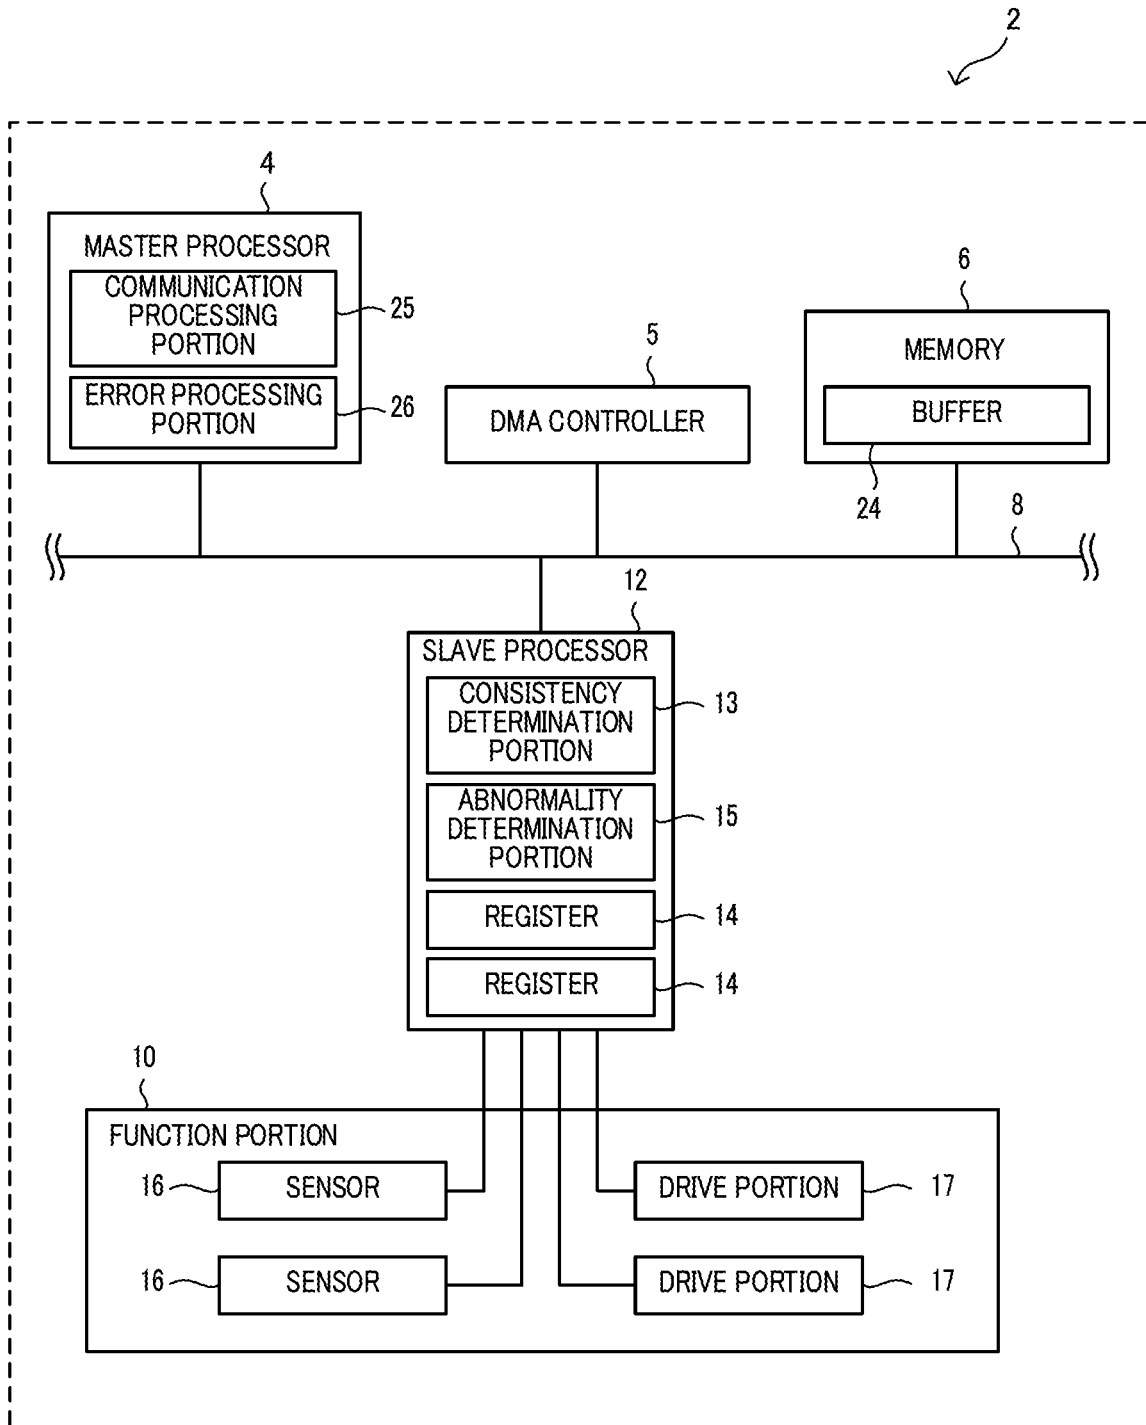 2
4
MASTER PROCESSOR
COMMUNICATION
PROCESSING
PORTION
25
ERROR PROCESSING
PORTION
26
5
DMA CONTROLLER
6
MEMORY
BUFFER
24
8
12
SLAVE PROCESSOR
CONSISTENCY
DETERMINATION
PORTION
13
ABNORMALITY
DETERMINATION
PORTION
15
REGISTER
14
REGISTER
14
10
FUNCTION PORTION
16
SENSOR
DRIVE PORTION
17
16
SENSOR
DRIVE PORTION
17